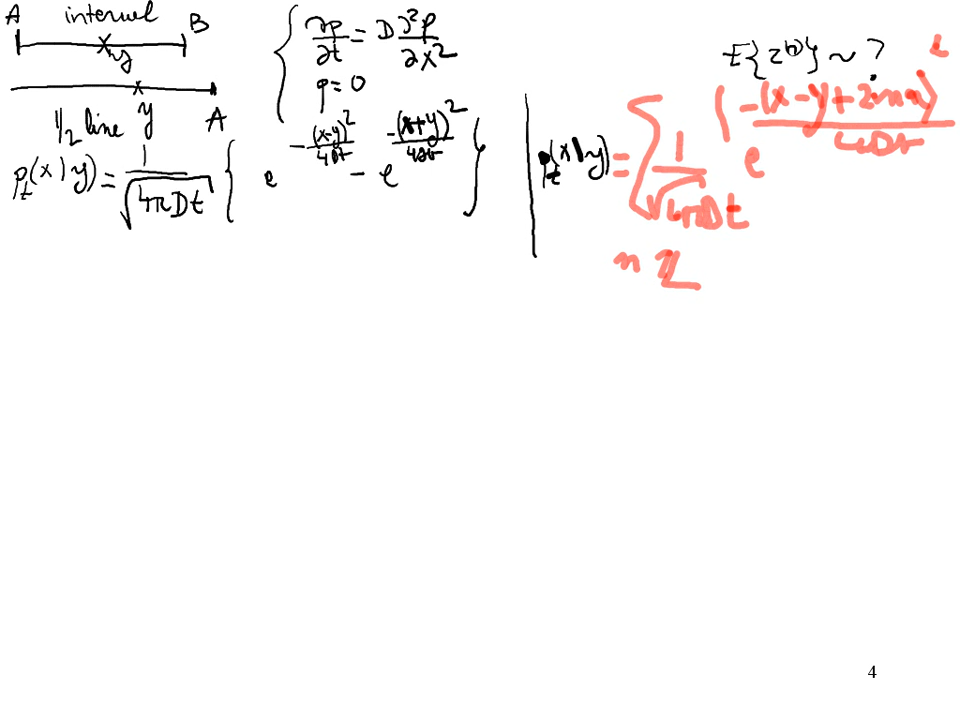 A interval B
y
∂p/∂t = D ∂²p/∂x²
p = 0
y A
1/2 line
p_t(x|y) = 1/√(4πDt) { e^(-(x-y)²/4Dt) - e^(-(x+y)²/4Dt) }
E{z^(N)} ~ ?
p_t(x|y) = Σ 1/√(4πDt) ( e^(-(x-y+2na)²/4Dt)
n ℤ
4